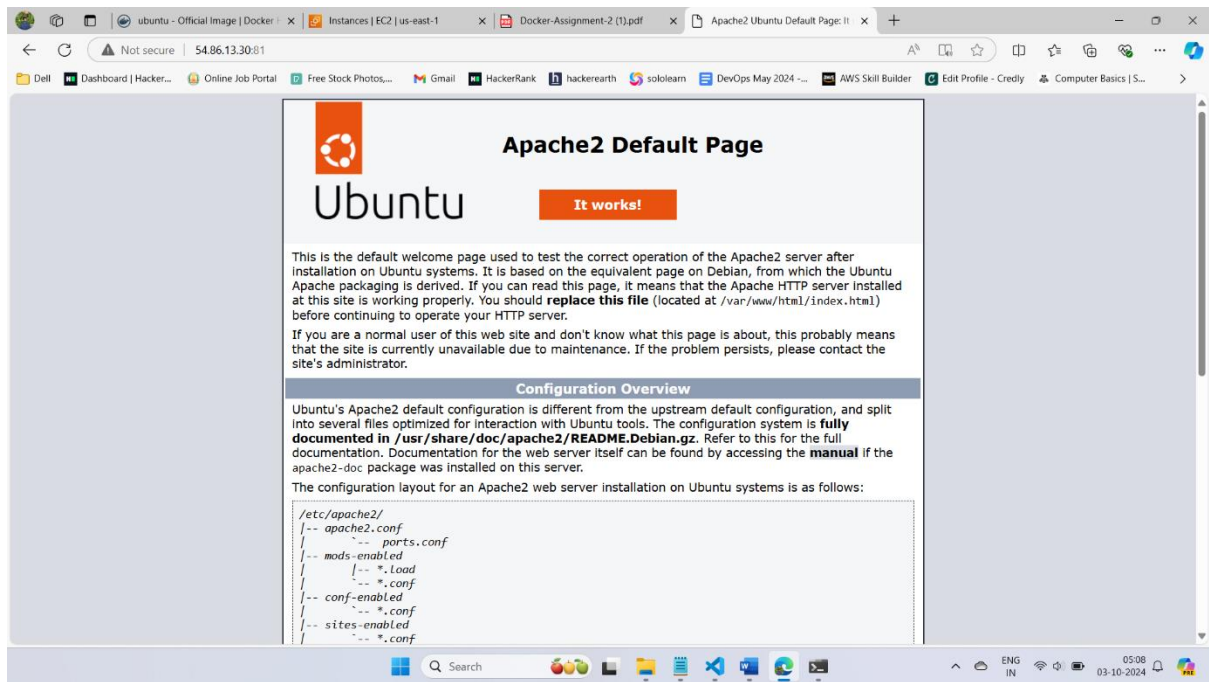 ubuntu - Official Image | Docker H
Instances | EC2 | us-east-1
Docker-Assignment-2 (1).pdf
Apache2 Ubuntu Default Page: It
Not secure
54.86.13.30:81
Dell
Dashboard | Hacker...
Online Job Portal
Free Stock Photos,...
Gmail
HackerRank
hackerearth
sololearn
DevOps May 2024 -...
AWS Skill Builder
Edit Profile - Credly
Computer Basics | S...
Ubuntu
Apache2 Default Page
It works!
This is the default welcome page used to test the correct operation of the Apache2 server after
installation on Ubuntu systems. It is based on the equivalent page on Debian, from which the Ubuntu
Apache packaging is derived. If you can read this page, it means that the Apache HTTP server installed
at this site is working properly. You should replace this file (located at /var/www/html/index.html)
before continuing to operate your HTTP server.
If you are a normal user of this web site and don't know what this page is about, this probably means
that the site is currently unavailable due to maintenance. If the problem persists, please contact the
site's administrator.
Configuration Overview
Ubuntu's Apache2 default configuration is different from the upstream default configuration, and split
into several files optimized for interaction with Ubuntu tools. The configuration system is fully
documented in /usr/share/doc/apache2/README.Debian.gz. Refer to this for the full
documentation. Documentation for the web server itself can be found by accessing the manual if the
apache2-doc package was installed on this server.
The configuration layout for an Apache2 web server installation on Ubuntu systems is as follows:
/etc/apache2/
|-- apache2.conf
|       `--  ports.conf
|-- mods-enabled
|       |-- *.load
|       `-- *.conf
|-- conf-enabled
|       `-- *.conf
|-- sites-enabled
|       `-- *.conf
Search
ENG
IN
05:08
03-10-2024